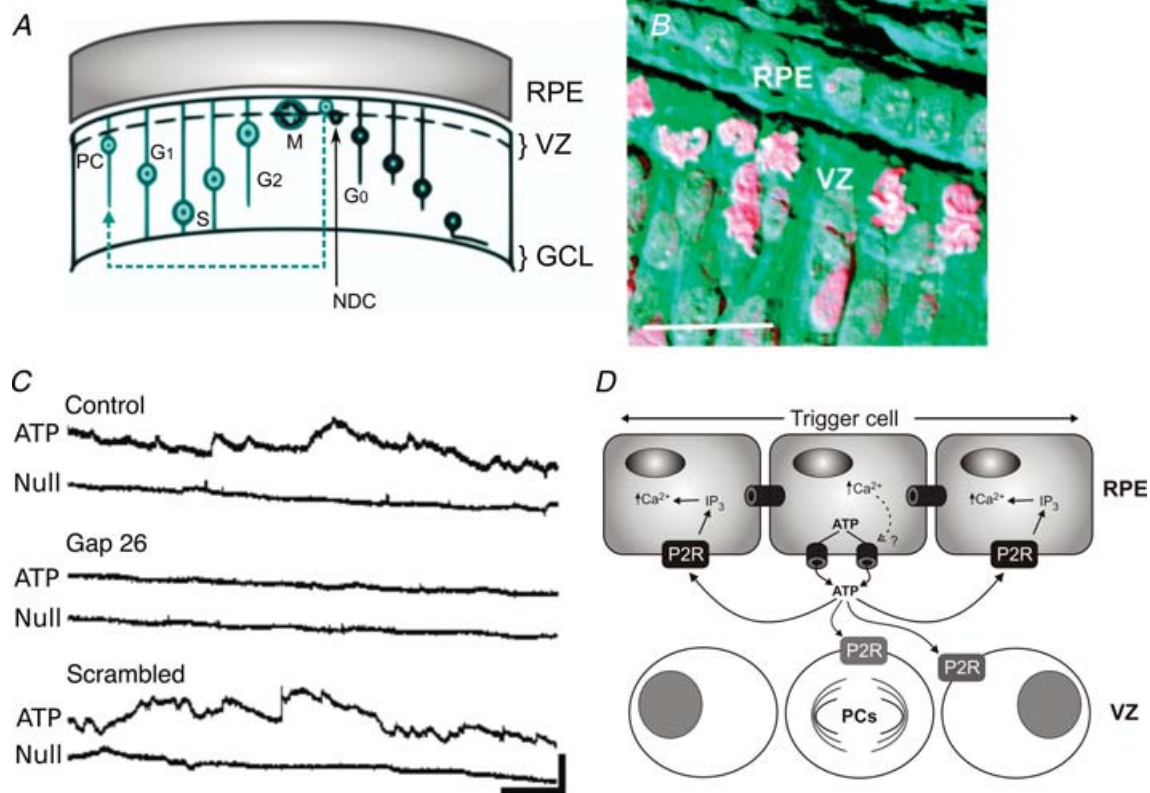 A
RPE
VZ
PC
G1
M
G2
S
G0
GCL
NDC
B
RPE
VZ
C
Control
ATP
Null
Gap 26
ATP
Null
Scrambled
ATP
Null
D
Trigger cell
↑Ca2+ IP3
↑Ca2+
↑Ca2+ IP3
RPE
ATP
?
P2R
P2R
ATP
P2R
P2R
PCs
VZ